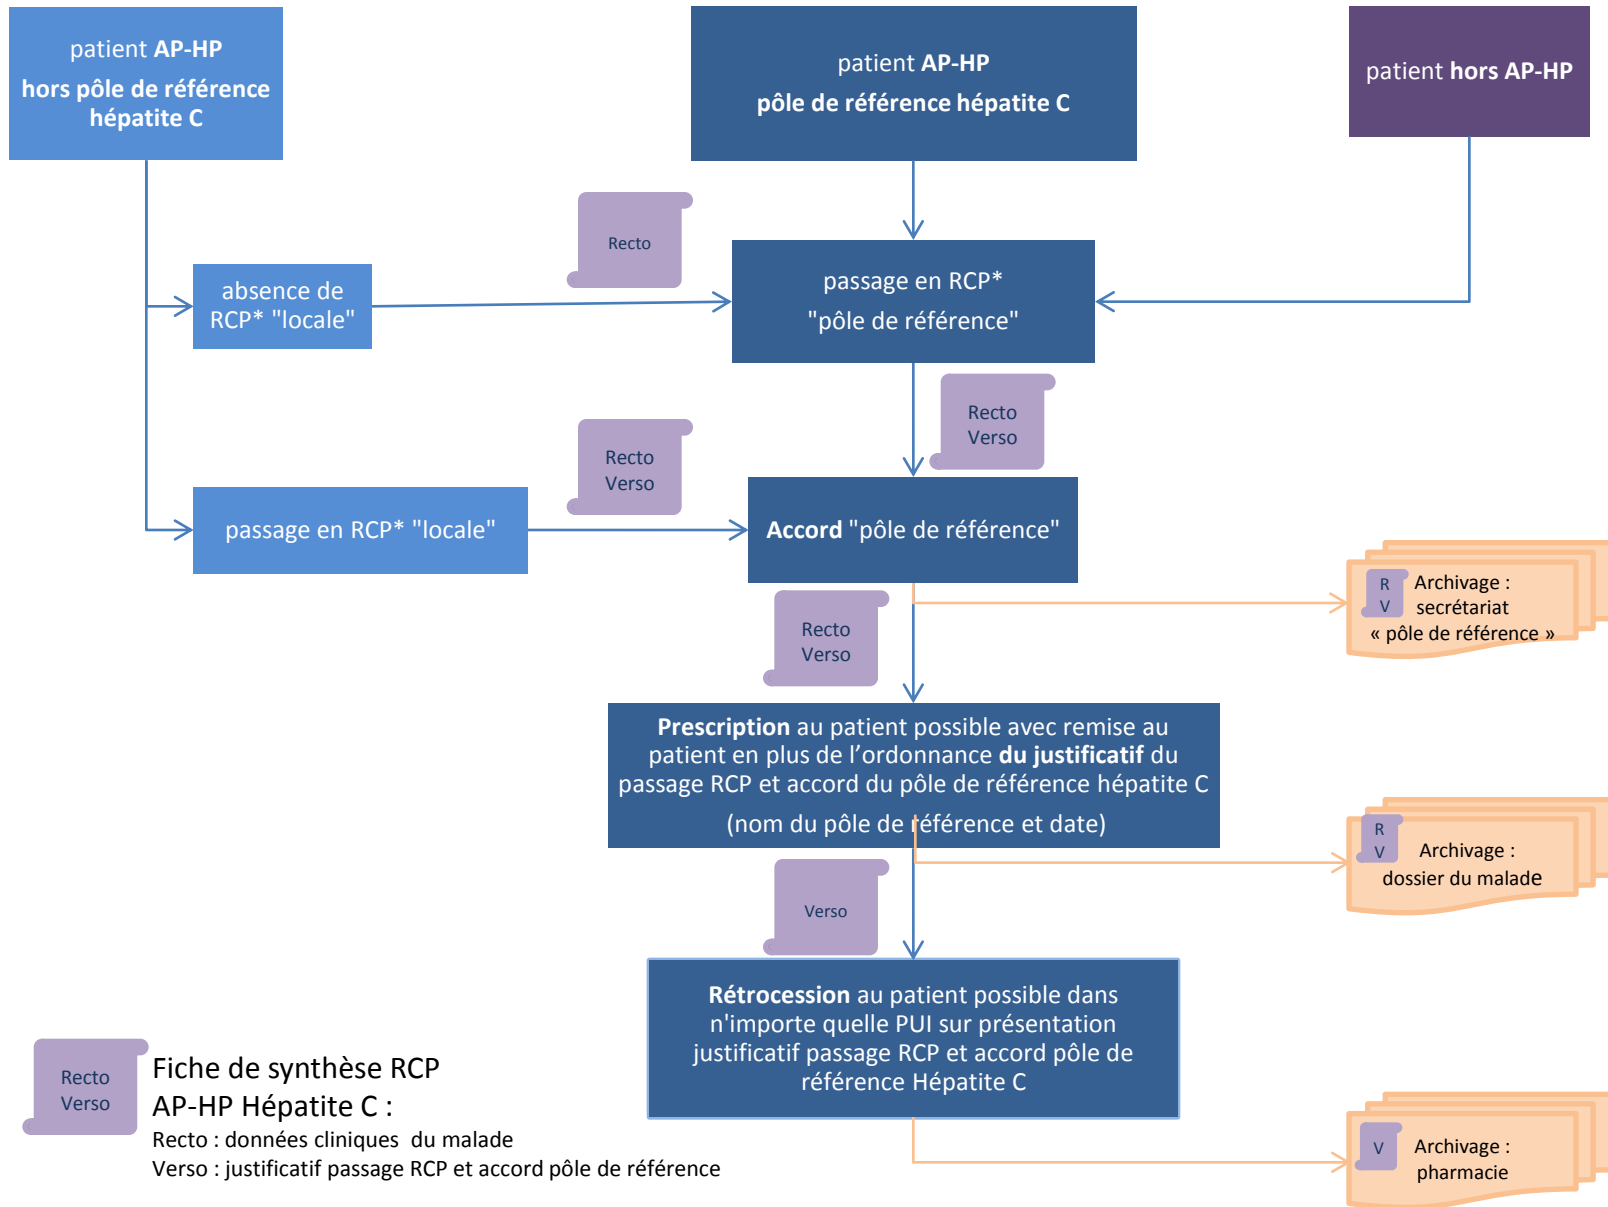 patient AP-HP
hors pôle de référence
hépatite C
patient AP-HP
pôle de référence hépatite C
patient hors AP-HP
Recto
absence de
RCP* "locale"
passage en RCP*
"pôle de référence"
Recto
Verso
Recto
Verso
passage en RCP* "locale"
Accord "pôle de référence"
R
V
Archivage :
secrétariat
« pôle de référence »
Recto
Verso
Prescription au patient possible avec remise au
patient en plus de l'ordonnance du justificatif du
passage RCP et accord du pôle de référence hépatite C
(nom du pôle de référence et date)
R
V
Archivage :
dossier du malade
Verso
Rétrocession au patient possible dans
n'importe quelle PUI sur présentation
justificatif passage RCP et accord pôle de
référence Hépatite C
Recto
Verso
Fiche de synthèse RCP
AP-HP Hépatite C :
Recto : données cliniques du malade
Verso : justificatif passage RCP et accord pôle de référence
V
Archivage :
pharmacie